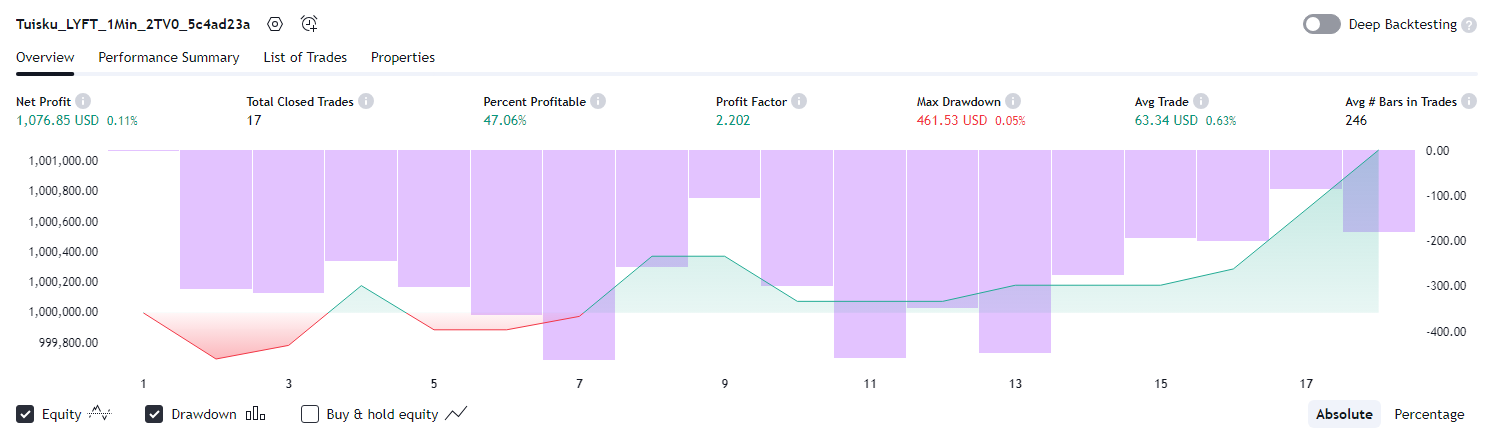 Tuisku_LYFT_1Min_2TV0_5c4ad23a Deep Backtesting ?
Overview Performance Summary List of Trades Properties
Net Profit i Total Closed Trades i Percent Profitable i Profit Factor i Max Drawdown i Avg Trade i Avg # Bars in Trades i
1,076.85 USD 0.11% 17 47.06% 2.202 461.53 USD 0.05% 63.34 USD 0.63% 246
1,001,000.00 0.00
1,000,800.00 -100.00
1,000,600.00 -200.00
1,000,400.00
1,000,200.00 -300.00
1,000,000.00 -400.00
999,800.00
1 3 5 7 9 11 13 15 17
Equity Drawdown Buy & hold equity Absolute Percentage